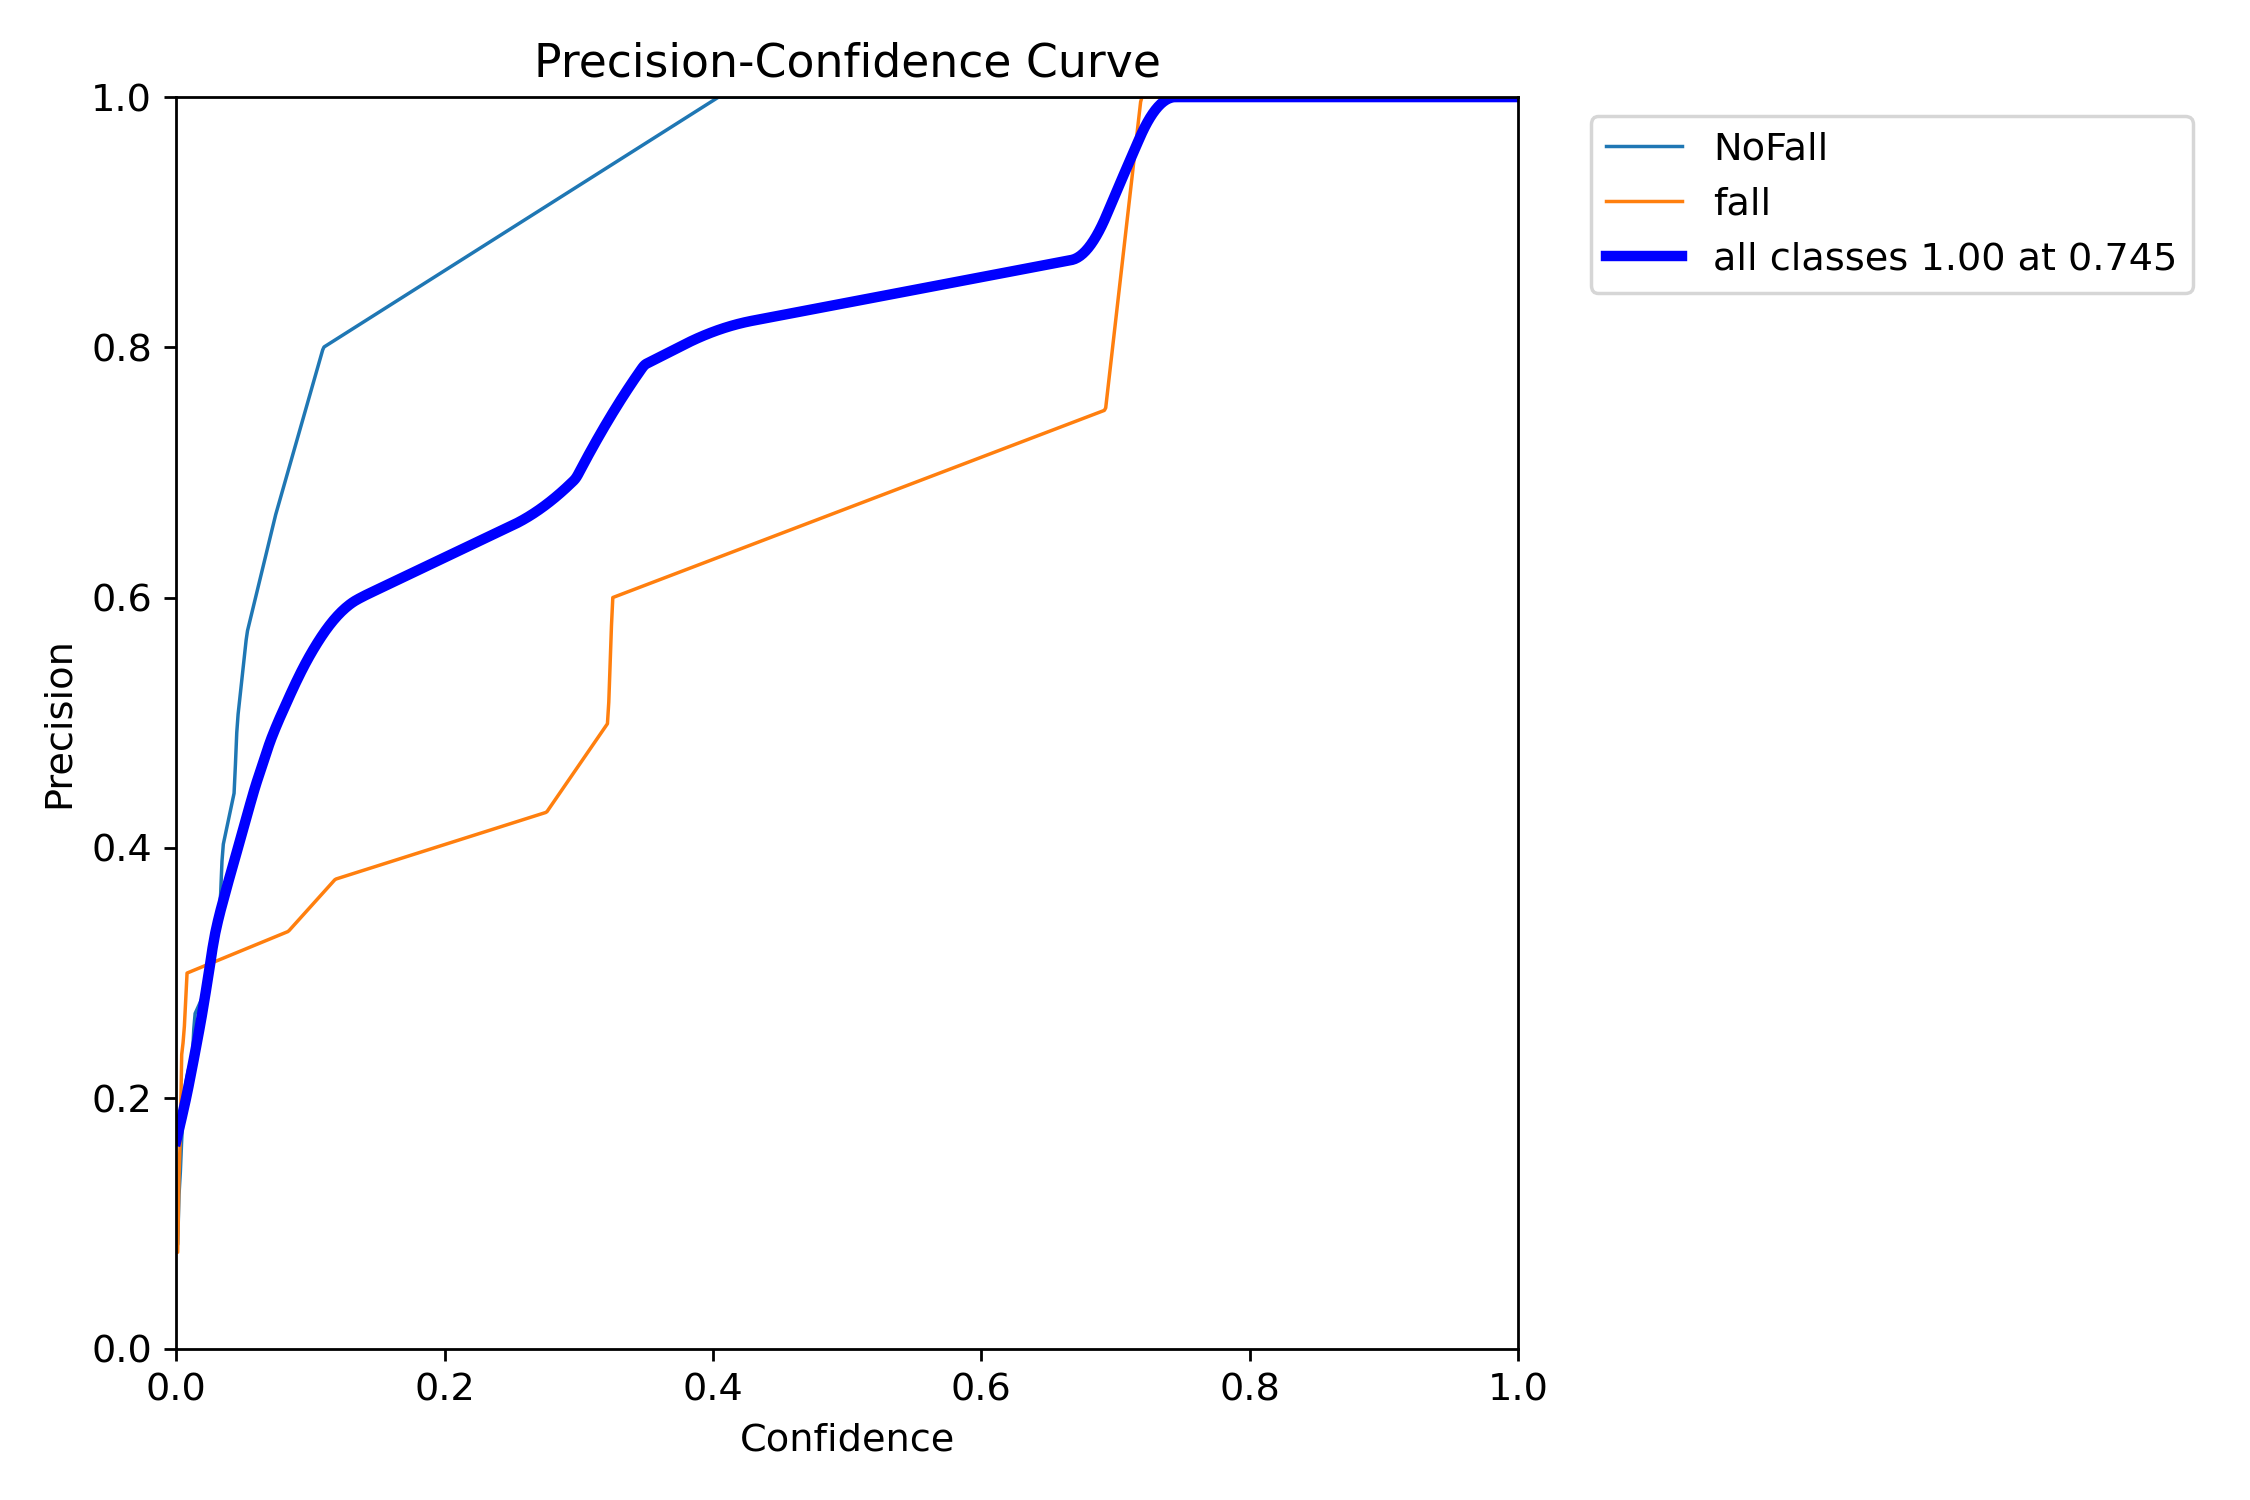 Precision-Confidence Curve
1.0
0.8
0.6
0.4
0.2
0.0
Precision
0.0 0.2 0.4 0.6 0.8 1.0
Confidence
NoFall
fall
all classes 1.00 at 0.745